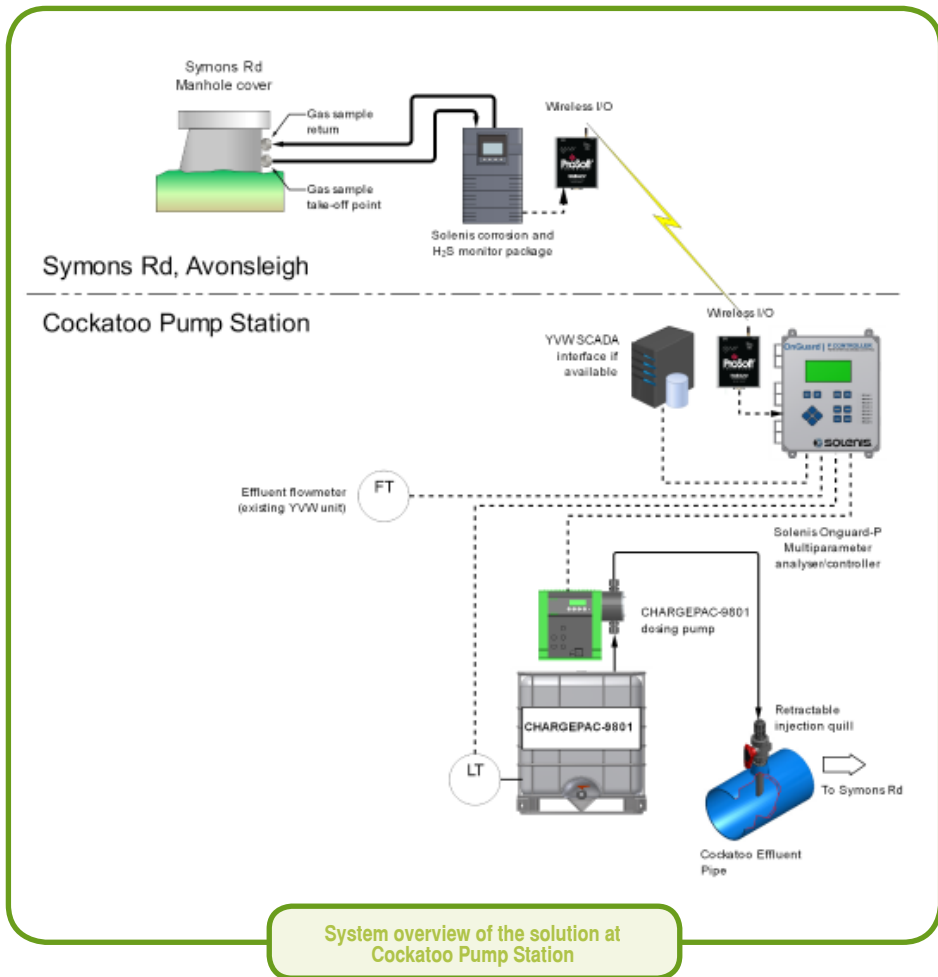 Symons Rd
Manhole cover
Gas sample
return
Gas sample
take-off point
Wireless I/O
ProSoft
Solenis corrosion and
H₂S monitor package
Symons Rd, Avonsleigh
Cockatoo Pump Station
Wireless I/O
YVW SCADA
interface if
available
ProSoft
OnGuard P CONTROLLER
SOLENIS
FT
Effluent flowmeter
(existing YVW unit)
Solenis Onguard-P
Multiparameter
analyser/controller
CHARGEPAC-9801
dosing pump
CHARGEPAC-9801
LT
Retractable
injection quill
To Symons Rd
Cockatoo Effluent
Pipe
System overview of the solution at
Cockatoo Pump Station